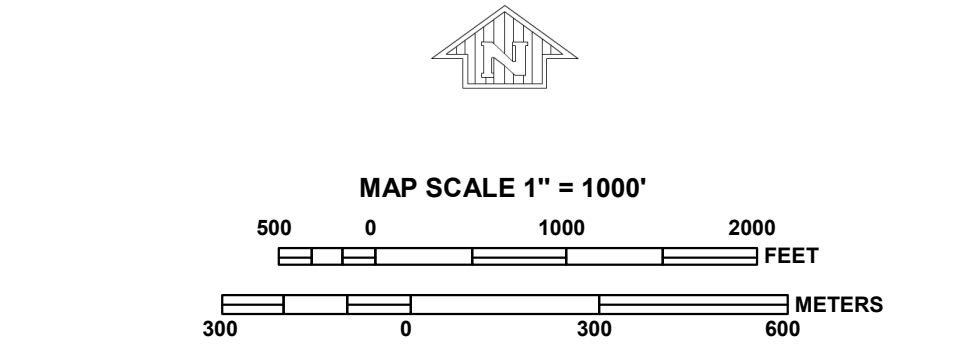 N
MAP SCALE 1" = 1000'
500 0 1000 2000
FEET
METERS
300 0 300 600